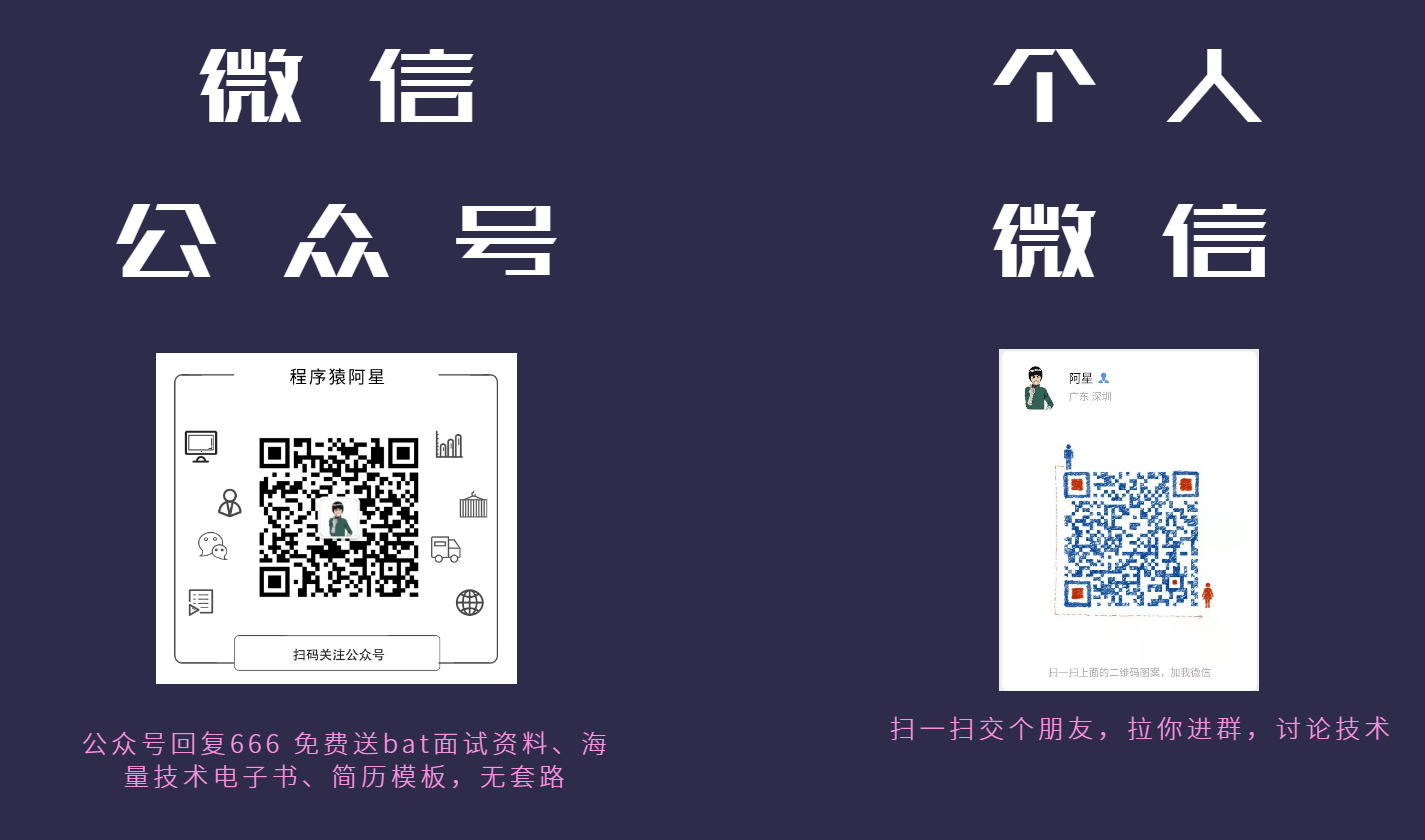 微信
公众号
程序猿阿星
扫码关注公众号
公众号回复666 免费送bat面试资料、海
量技术电子书、简历模板，无套路
个人
微信
阿星
广东 深圳
扫一扫上面的二维码图案，加我微信
扫一扫交个朋友，拉你进群，讨论技术